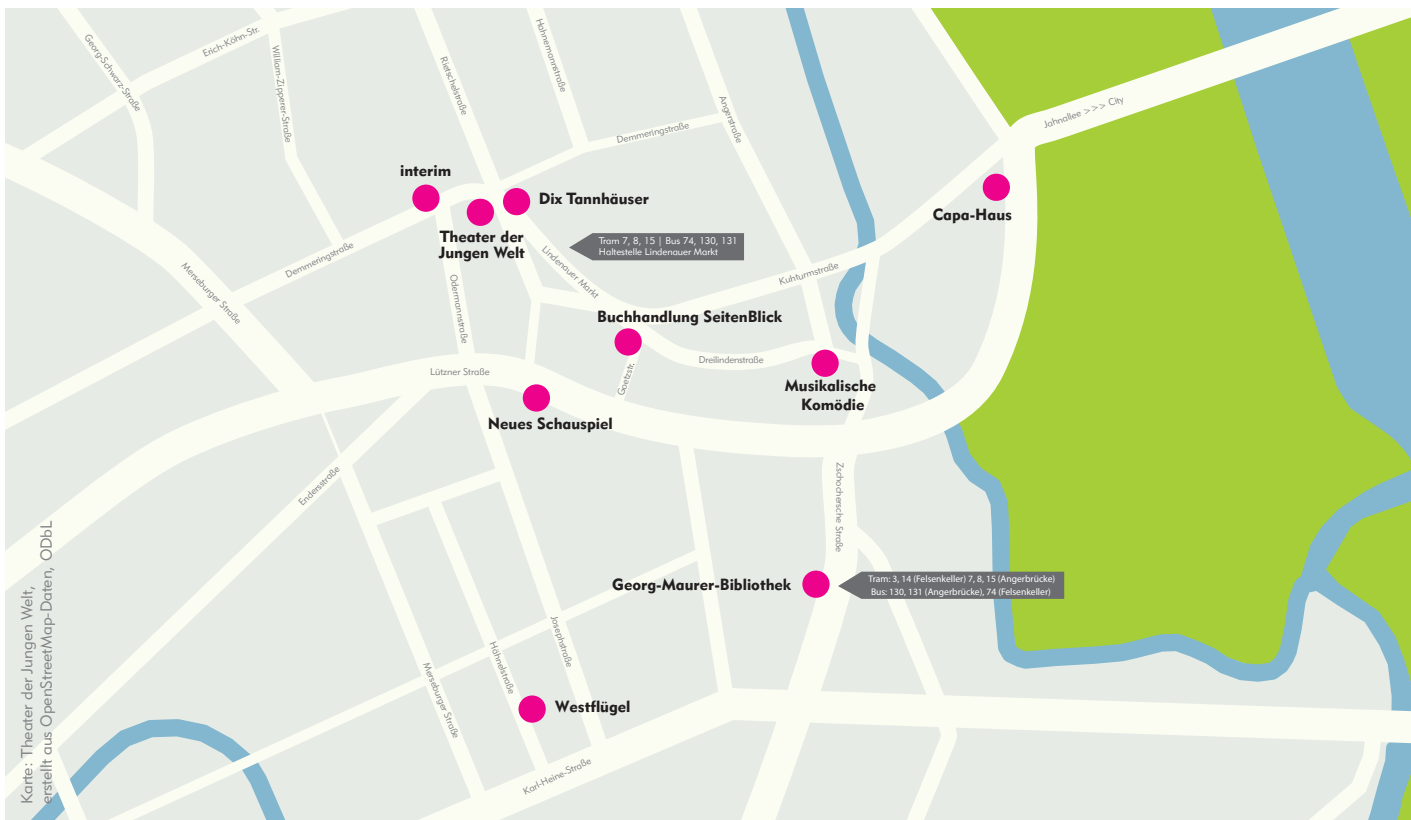 Georg-Schwarz-Straße
Erich-Köhn-Str.
William-Zipperer-Straße
Rietschelstraße
Hahnemannstraße
Demmeringstraße
Angerstraße
Jahnallee >>> City
interim
Dix Tannhäuser
Theater der
Jungen Welt
Capa-Haus
Tram 7, 8, 15 | Bus 74, 130, 131
Haltestelle Lindenauer Markt
Demmeringstraße
Lindenauer Markt
Kuhturmstraße
Merseburger Straße
Odermannstraße
Buchhandlung SeitenBlick
Dreilindenstraße
Lützner Straße
Goetzstr.
Musikalische
Komödie
Neues Schauspiel
Endersstraße
Zschochersche Straße
Georg-Maurer-Bibliothek
Tram: 3, 14 (Felsenkeller) 7, 8, 15 (Angerbrücke)
Bus: 130, 131 (Angerbrücke), 74 (Felsenkeller)
Josephstraße
Hähnelstraße
Merseburger Straße
Westflügel
Karl-Heine-Straße
Karte: Theater der Jungen Welt,
erstellt aus OpenStreetMap-Daten, ODbL